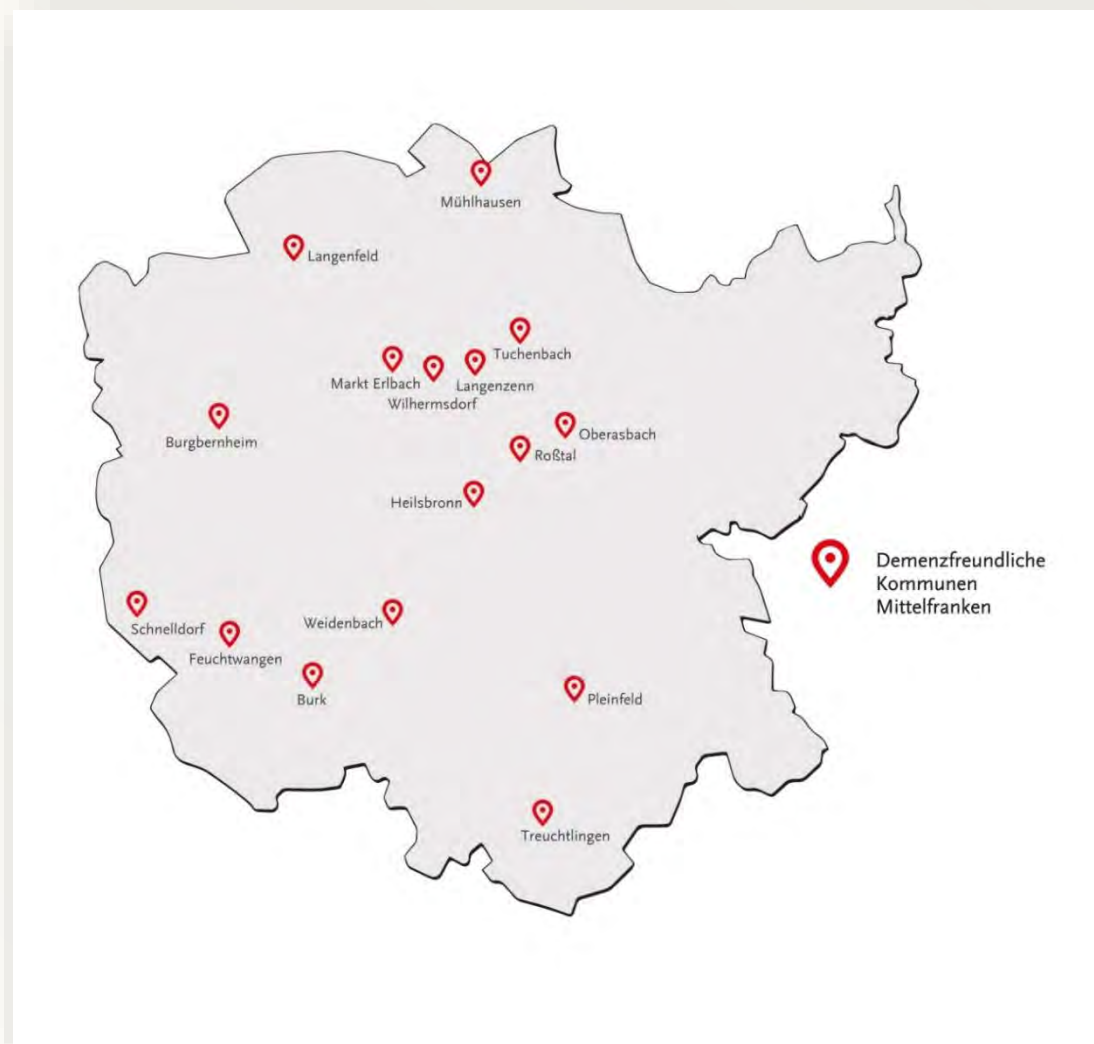 Mühlhausen
Langenfeld
Tuchenbach
Markt Erlbach
Langenzenn
Wilhermsdorf
Oberasbach
Burgbernheim
Roßtal
Heilsbronn
Demenzfreundliche
Kommunen
Mittelfranken
Weidenbach
Schnelldorf
Feuchtwangen
Burk
Pleinfeld
Treuchtlingen